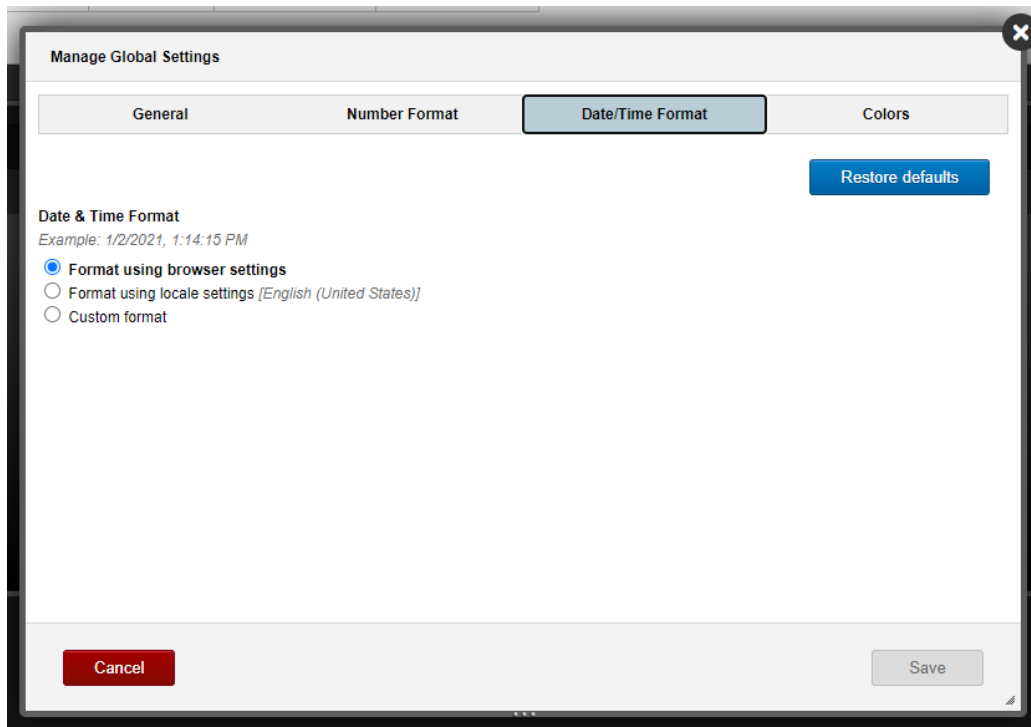 Manage Global Settings
General Number Format Date/Time Format Colors
Restore defaults
Date & Time Format
Example: 1/2/2021, 1:14:15 PM
Format using browser settings
Format using locale settings [English (United States)]
Custom format
Cancel Save